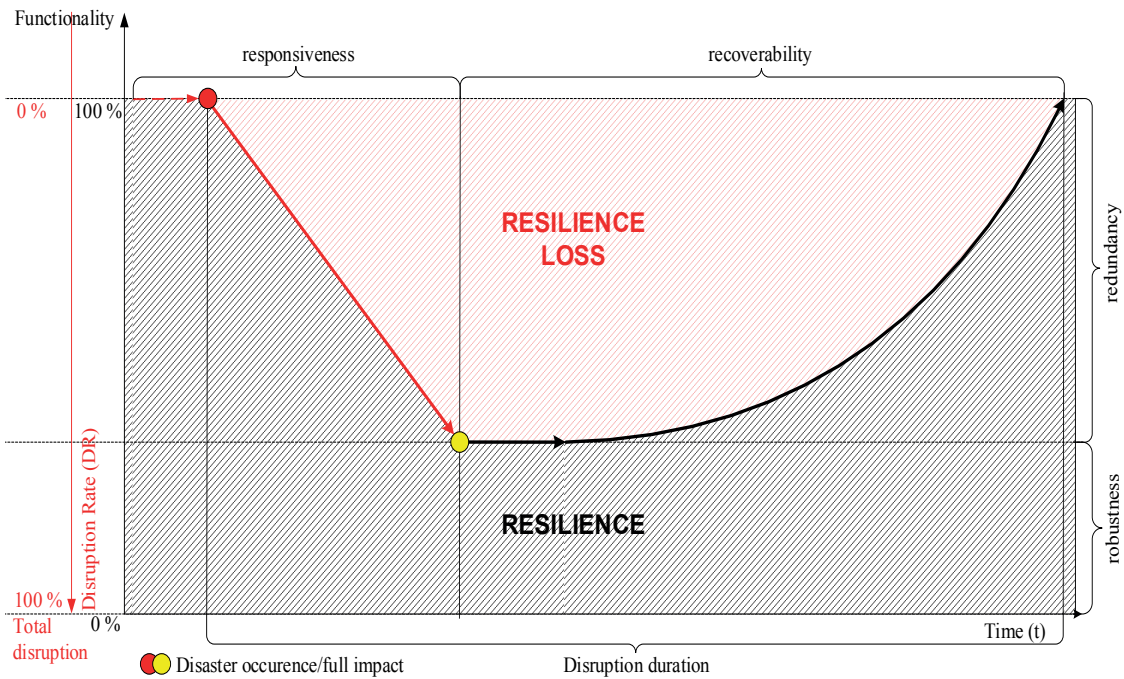 Functionality
responsiveness
recoverability
0 %
100 %
RESILIENCE
LOSS
redundancy
Disruption Rate (DR)
RESILIENCE
robustness
100 %
Total
disruption
0 %
Time (t)
Disaster occurence/full impact
Disruption duration